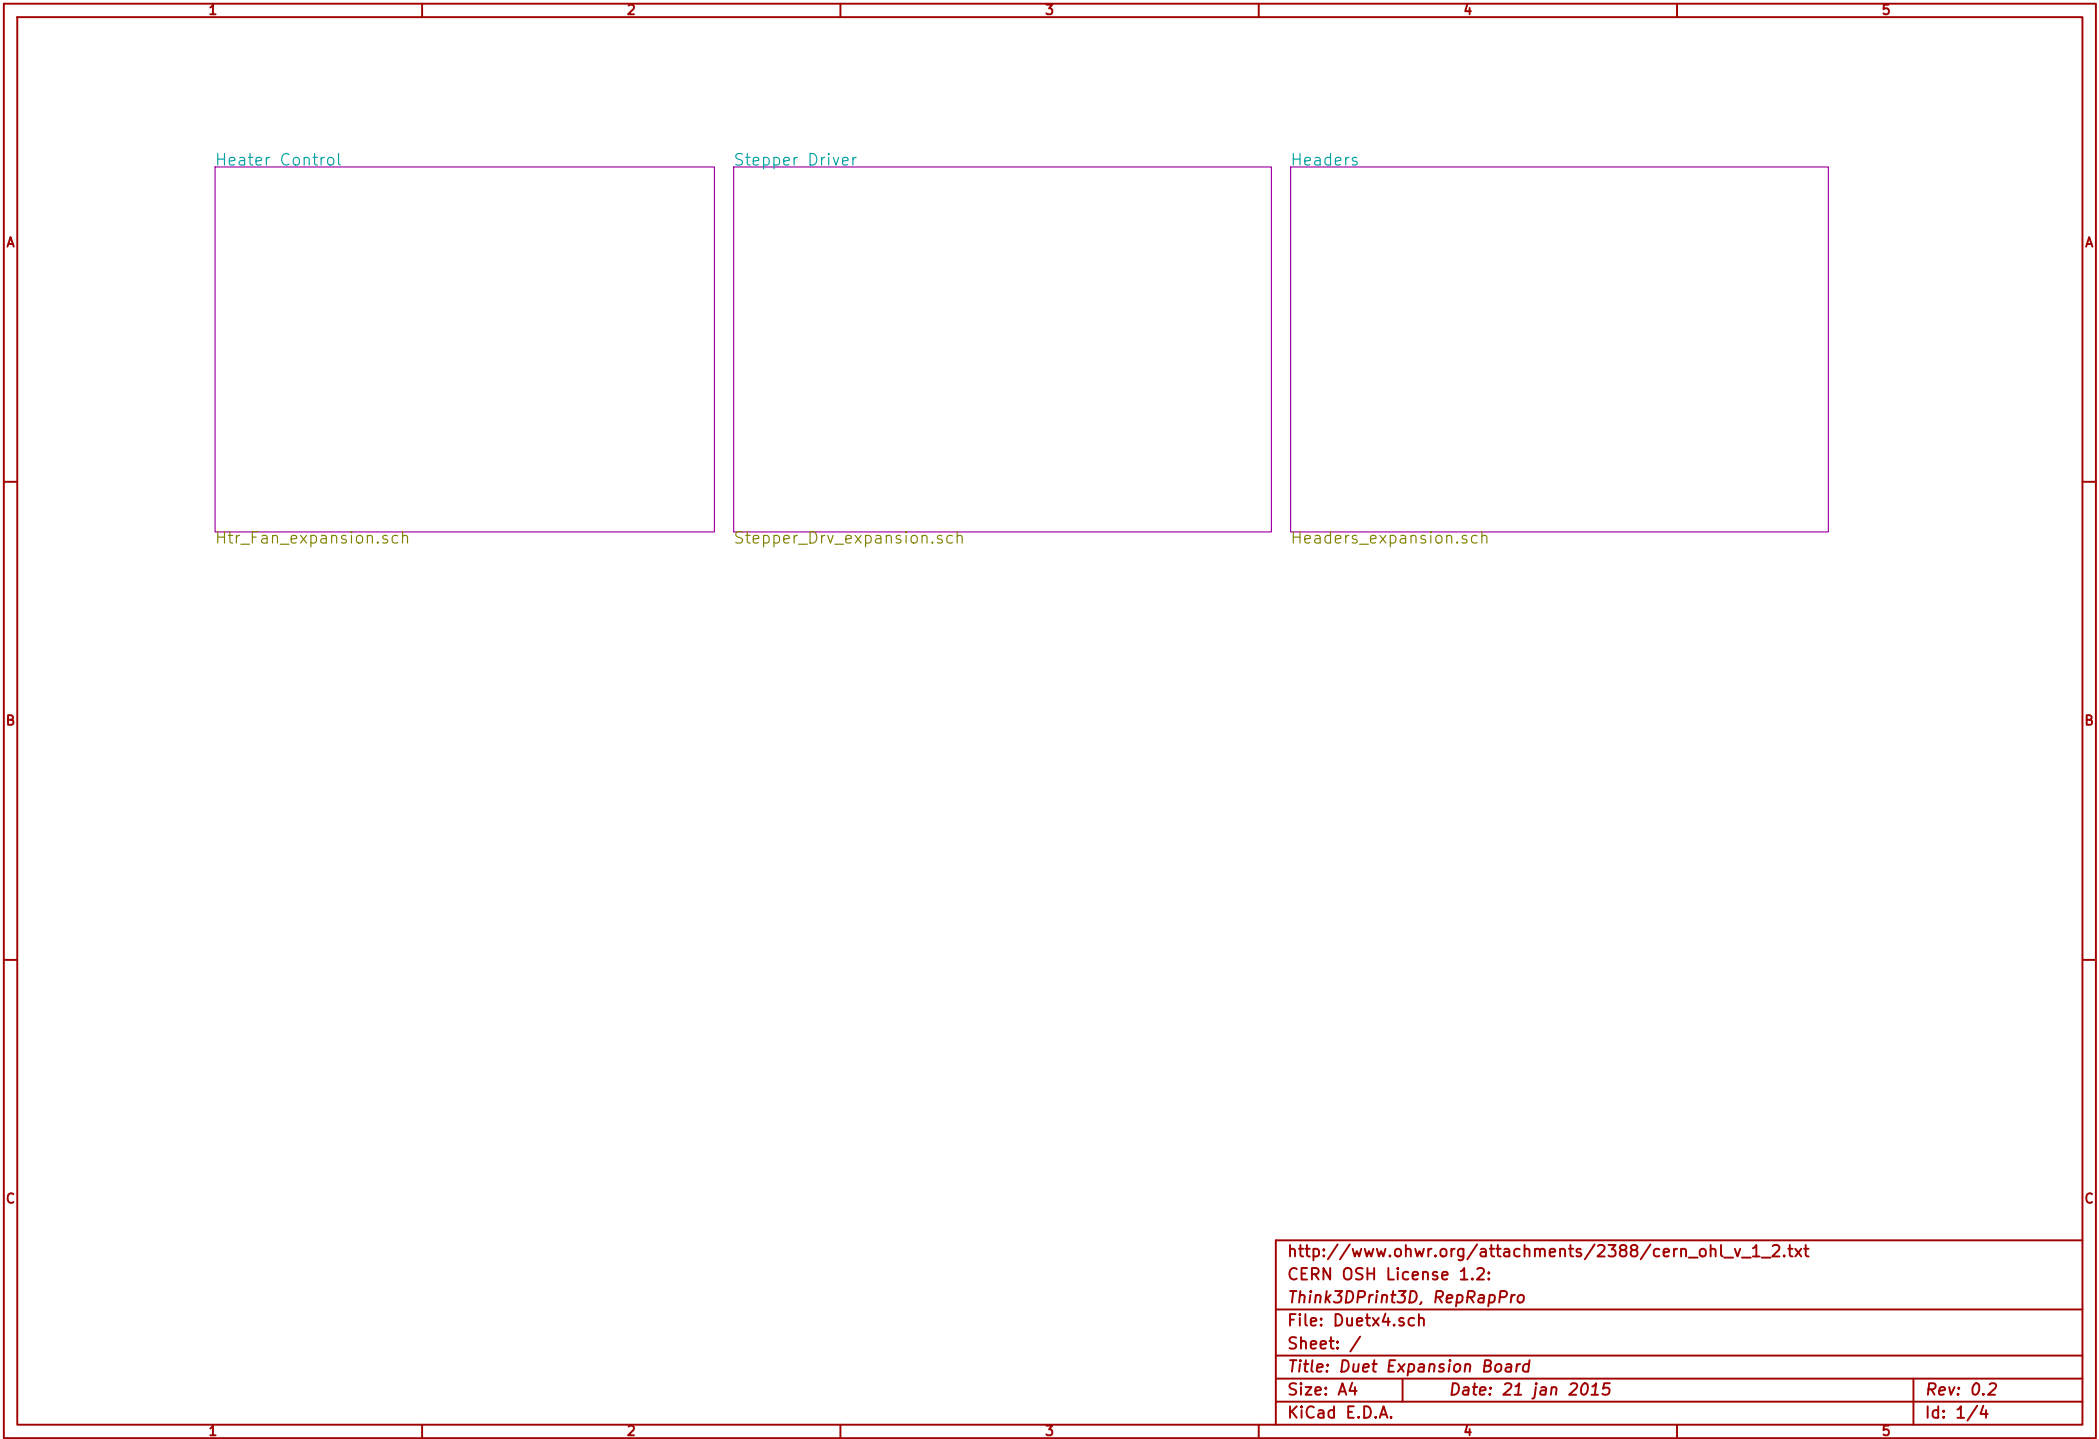 1 2 3 4 5
Heater Control
Stepper Driver
Headers
A A
Htr_Fan_expansion.sch
Stepper_Drv_expansion.sch
Headers_expansion.sch
B B
C C
http://www.ohwr.org/attachments/2388/cern_ohl_v_1_2.txt
CERN OSH License 1.2:
Think3DPrint3D, RepRapPro
File: Duetx4.sch
Sheet: /
Title: Duet Expansion Board
Size: A4 Date: 21 jan 2015 Rev: 0.2
KiCad E.D.A. Id: 1/4
1 2 3 4 5